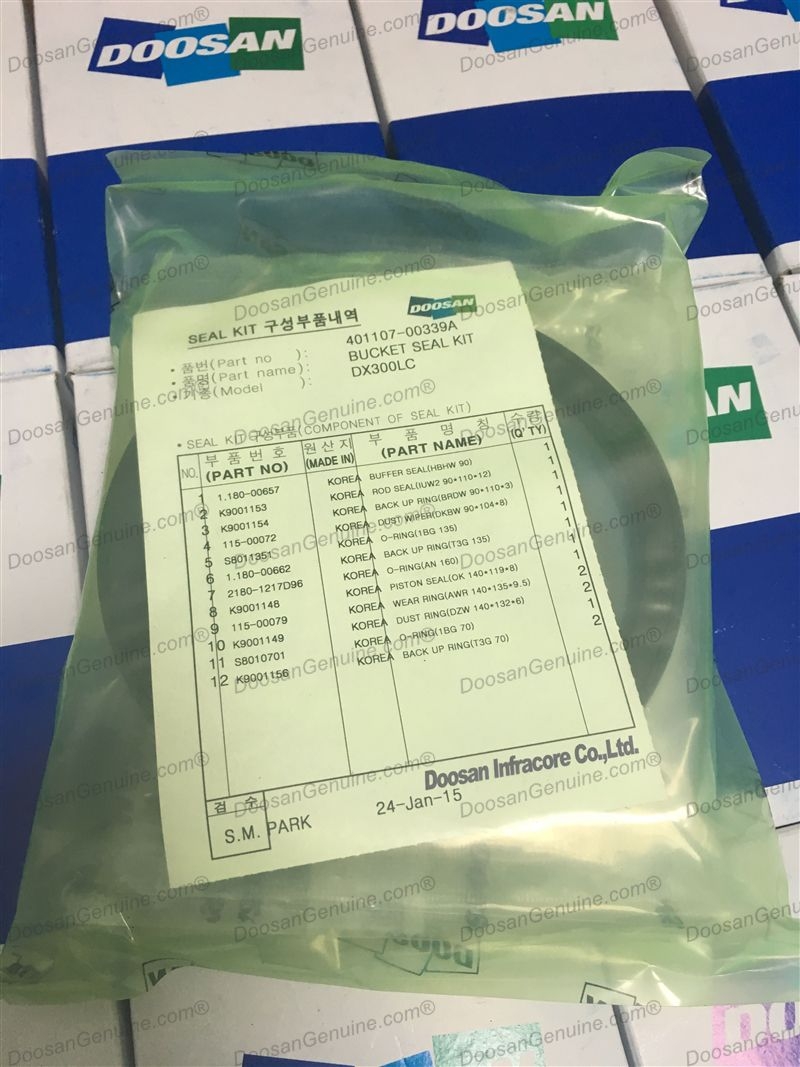 DOOSAN
DOOSAN
DoosanGenuine.com®
AN
SEAL KIT 구성부품내역
DOOSAN
• 품번(Part no ): 401107-00339A
• 품명(Part name): BUCKET SEAL KIT
• 기종(Model ): DX300LC
• SEAL KIT 구성부품(COMPONENT OF SEAL KIT)
NO. 부 품 번 호 (PART NO) 원 산 지 (MADE IN) 부 품 명 칭 (PART NAME) 수량 (Q' TY)
1 1.180-00657 KOREA BUFFER SEAL(HBHW 90) 1
2 K9001153 KOREA ROD SEAL(IUW2 90*110*12) 1
3 K9001154 KOREA BACK UP RING(BRDW 90*110*3) 1
4 115-00072 KOREA DUST WIPER(DKBW 90*104*8) 1
5 S8011351 KOREA O-RING(1BG 135) 1
6 1.180-00662 KOREA BACK UP RING(T3G 135) 1
7 2180-1217D96 KOREA O-RING(AN 160) 1
8 K9001148 KOREA PISTON SEAL(OK 140*119*8) 1
9 115-00079 KOREA WEAR RING(AWR 140*135*9.5) 2
10 K9001149 KOREA DUST RING(DZW 140*132*6) 2
11 S8010701 KOREA O-RING(1BG 70) 1
12 K9001156 KOREA BACK UP RING(T3G 70) 2
Doosan Infracore Co.,Ltd.
검 수
S.M. PARK
24-Jan-15